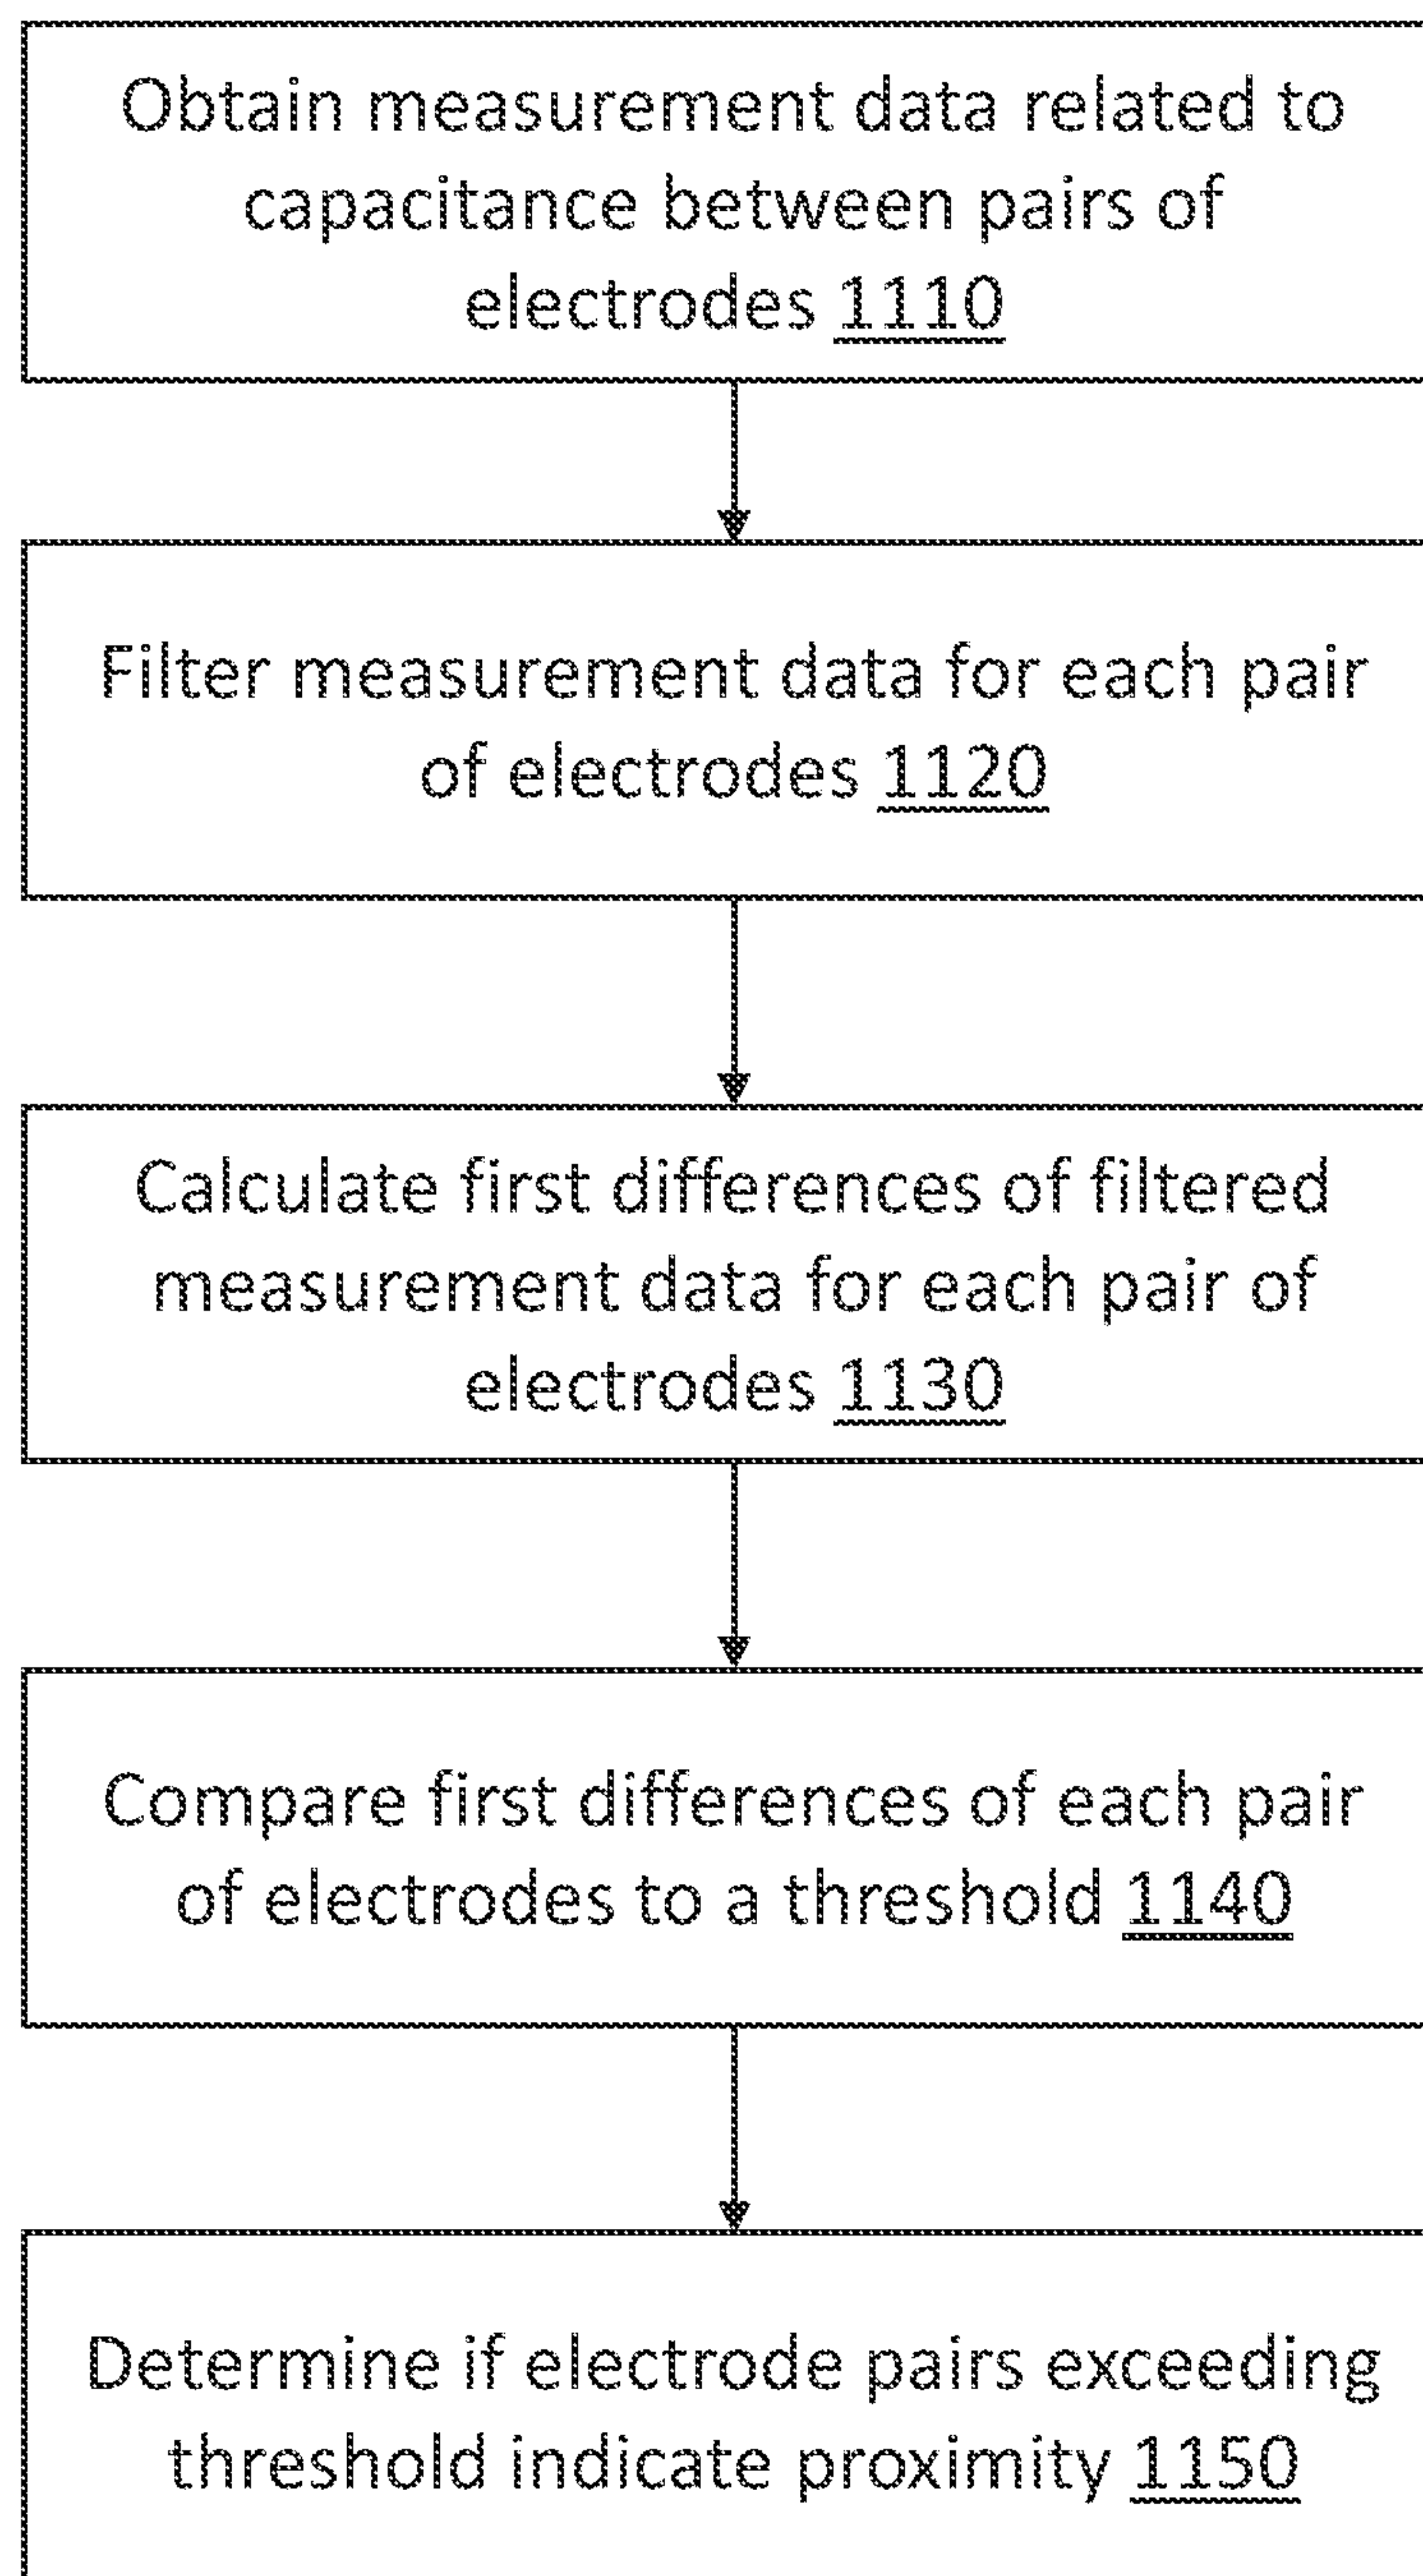 Obtain measurement data related to
capacitance between pairs of
electrodes 1110
Filter measurement data for each pair
of electrodes 1120
Calculate first differences of filtered
measurement data for each pair of
electrodes 1130
Compare first differences of each pair
of electrodes to a threshold 1140
Determine if electrode pairs exceeding
threshold indicate proximity 1150